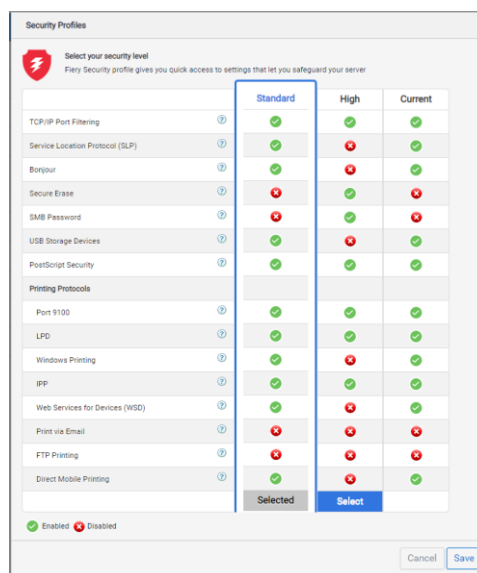 Security Profiles
Select your security level
Fiery Security profile gives you quick access to settings that let you safeguard your server
Standard High Current
TCP/IP Port Filtering
Service Location Protocol (SLP)
Bonjour
Secure Erase
SMB Password
USB Storage Devices
PostScript Security
Printing Protocols
Port 9100
LPD
Windows Printing
IPP
Web Services for Devices (WSD)
Print via Email
FTP Printing
Direct Mobile Printing
Selected Select
Enabled Disabled
Cancel Save